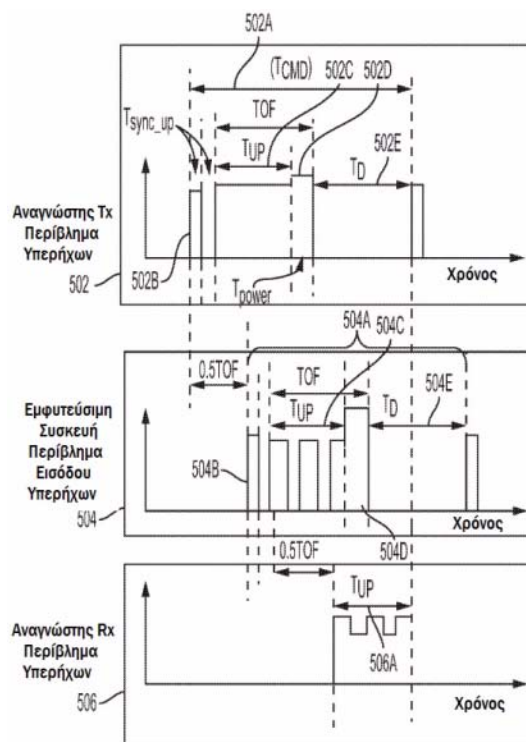 502A
(TCMD) 502C 502D
TOF
Tsync_up
TUP TD 502E
Αναγνώστης Tx
Περίβλημα
Υπερήχων
502
502B
Tpower
Χρόνος
504A
504C
0.5TOF
TOF
TUP TD 504E
Εμφυτεύσιμη
Συσκευή
Περίβλημα
Εισόδου
Υπερήχων
504B
504
504D
Χρόνος
0.5TOF
TUP
Αναγνώστης Rx
Περίβλημα
Υπερήχων
506A
506
Χρόνος